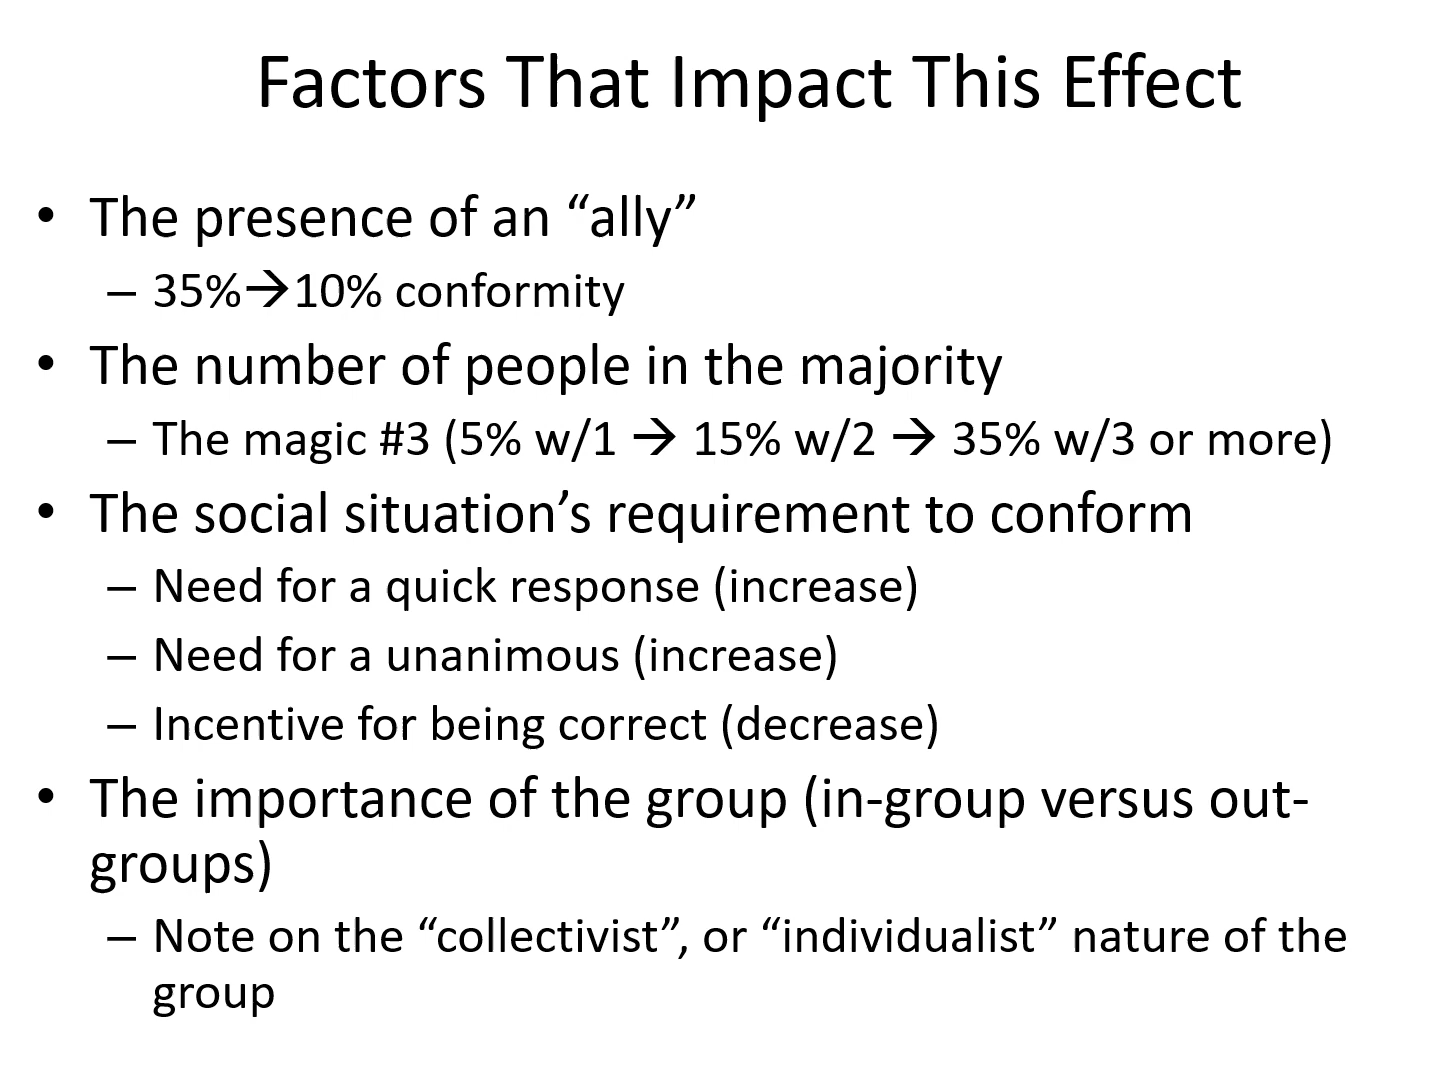 Factors That Impact This Effect
• The presence of an “ally”
– 35%→10% conformity
• The number of people in the majority
– The magic #3 (5% w/1 → 15% w/2 → 35% w/3 or more)
• The social situation’s requirement to conform
– Need for a quick response (increase)
– Need for a unanimous (increase)
– Incentive for being correct (decrease)
• The importance of the group (in-group versus out-
groups)
– Note on the “collectivist”, or “individualist” nature of the
group